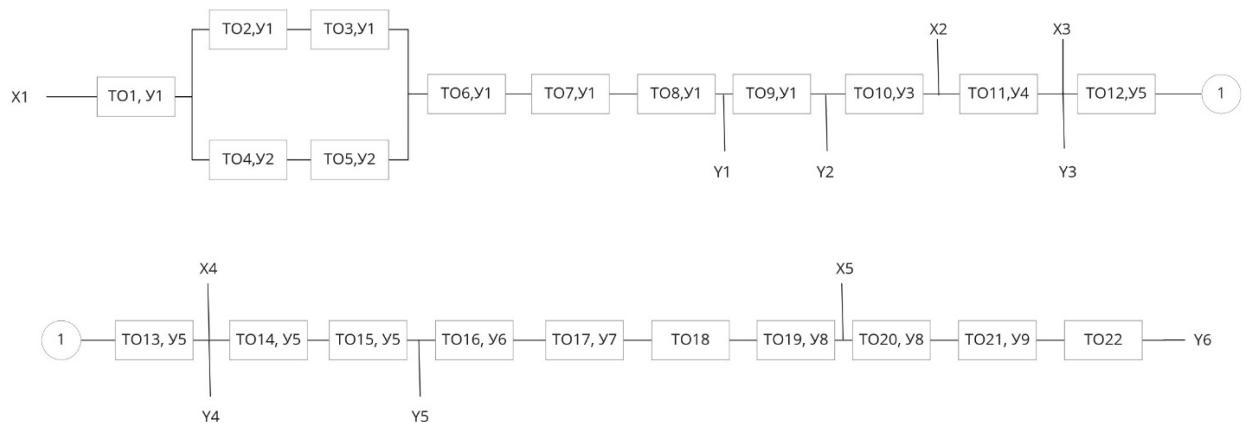 X2
X3
ТО2,У1
ТО3,У1
X1
ТО1, У1
ТО6,У1
ТО7,У1
ТО8,У1
ТО9,У1
ТО10,У3
ТО11,У4
ТО12,У5
1
ТО4,У2
ТО5,У2
Y1
Y2
Y3
X4
X5
1
ТО13, У5
ТО14, У5
ТО15, У5
ТО16, У6
ТО17, У7
ТО18
ТО19, У8
ТО20, У8
ТО21, У9
ТО22
Y6
Y4
Y5